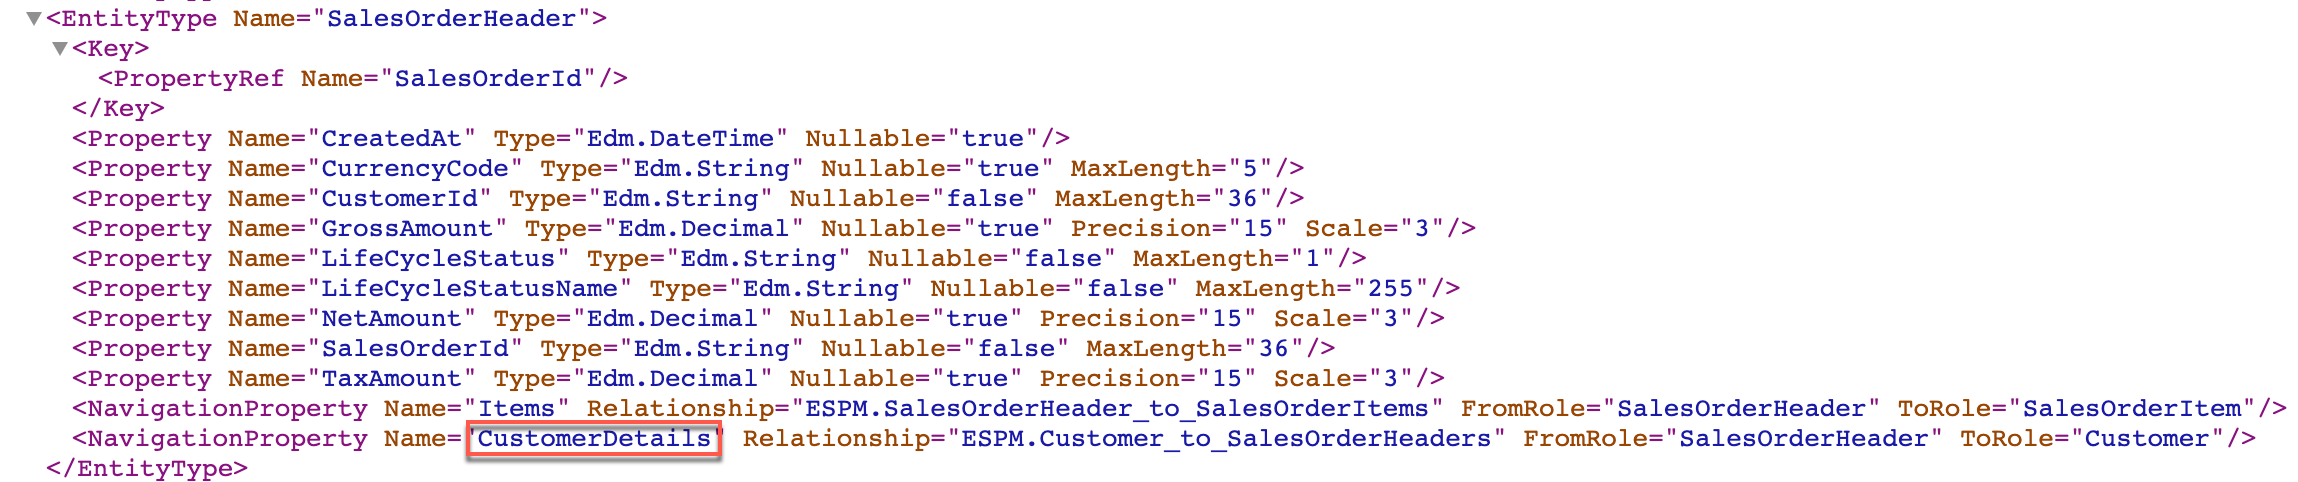 <EntityType Name="SalesOrderHeader">
<Key>
<PropertyRef Name="SalesOrderId"/>
</Key>
<Property Name="CreatedAt" Type="Edm.DateTime" Nullable="true"/>
<Property Name="CurrencyCode" Type="Edm.String" Nullable="true" MaxLength="5"/>
<Property Name="CustomerId" Type="Edm.String" Nullable="false" MaxLength="36"/>
<Property Name="GrossAmount" Type="Edm.Decimal" Nullable="true" Precision="15" Scale="3"/>
<Property Name="LifeCycleStatus" Type="Edm.String" Nullable="false" MaxLength="1"/>
<Property Name="LifeCycleStatusName" Type="Edm.String" Nullable="false" MaxLength="255"/>
<Property Name="NetAmount" Type="Edm.Decimal" Nullable="true" Precision="15" Scale="3"/>
<Property Name="SalesOrderId" Type="Edm.String" Nullable="false" MaxLength="36"/>
<Property Name="TaxAmount" Type="Edm.Decimal" Nullable="true" Precision="15" Scale="3"/>
<NavigationProperty Name="Items" Relationship="ESPM.SalesOrderHeader_to_SalesOrderItems" FromRole="SalesOrderHeader" ToRole="SalesOrderItem"/>
<NavigationProperty Name="CustomerDetails" Relationship="ESPM.Customer_to_SalesOrderHeaders" FromRole="SalesOrderHeader" ToRole="Customer"/>
</EntityType>